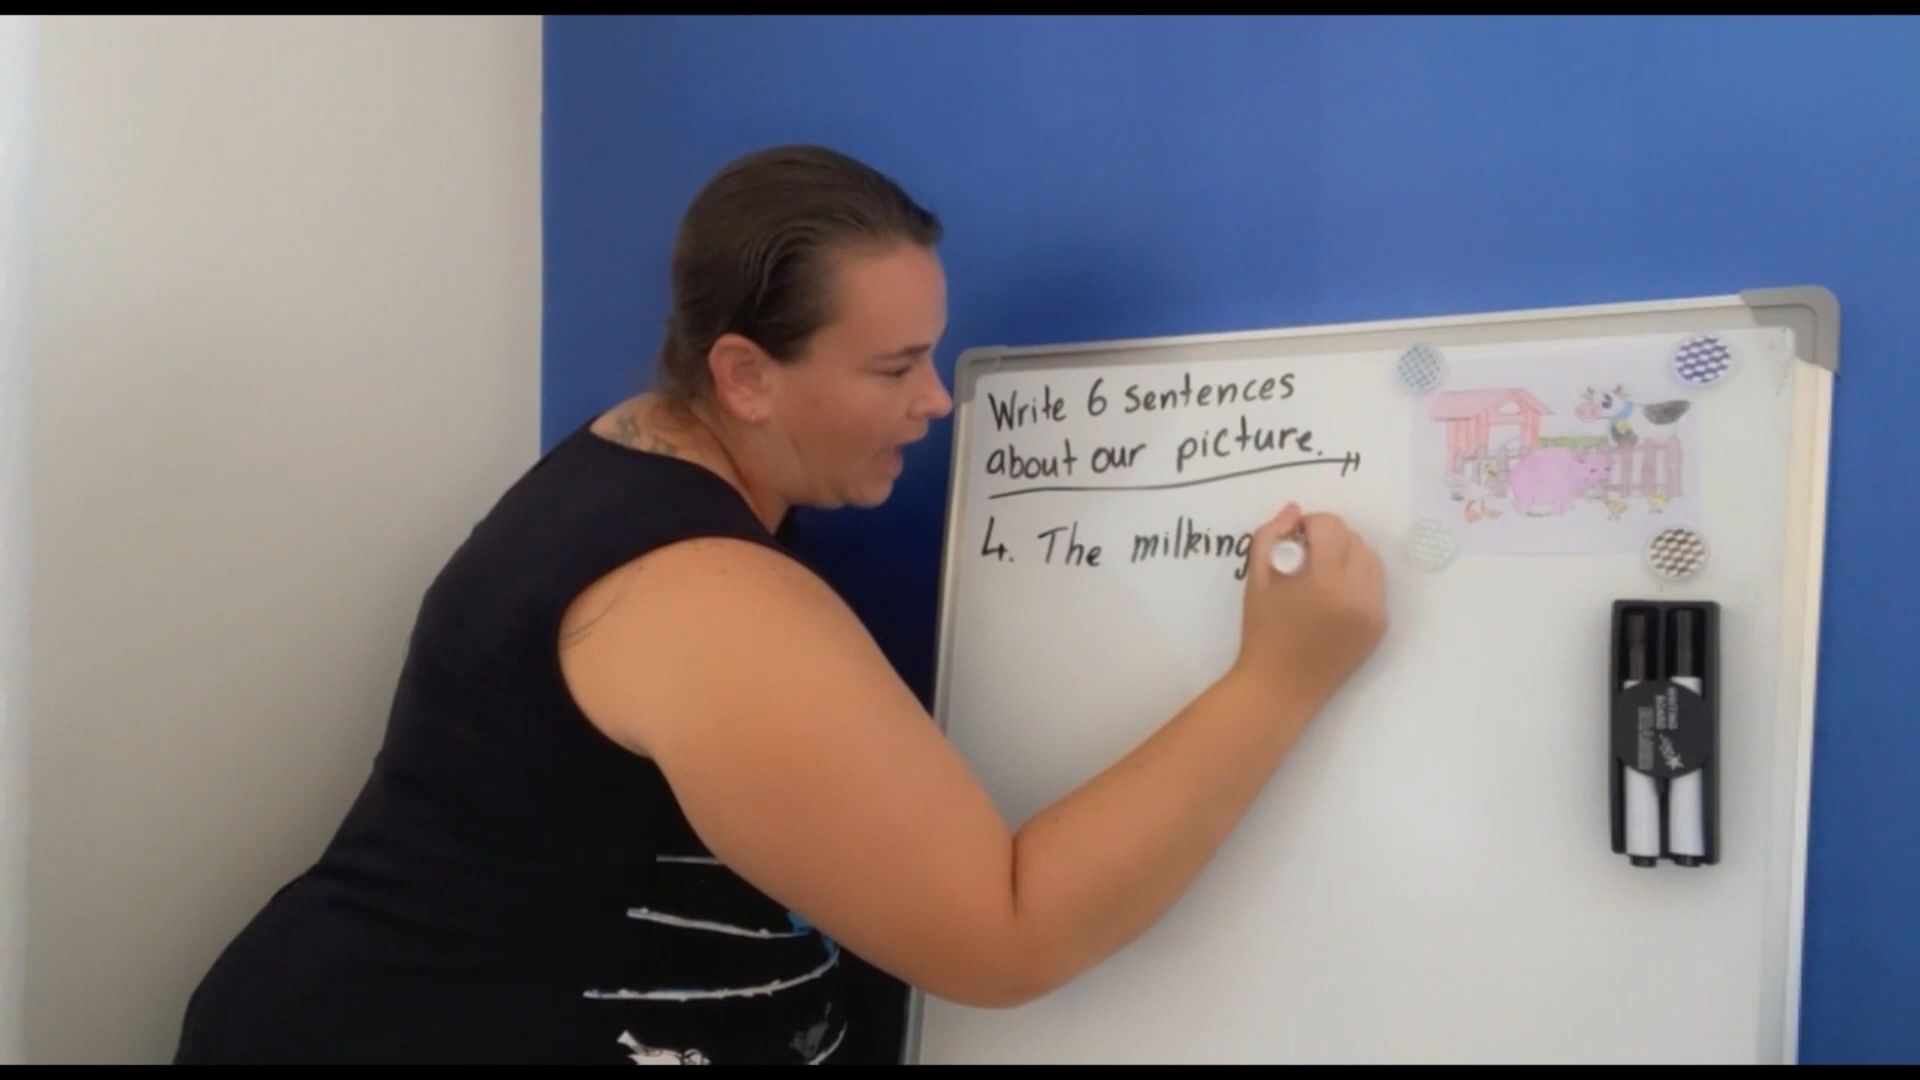 Write 6 sentences
about our picture.
4. The milking